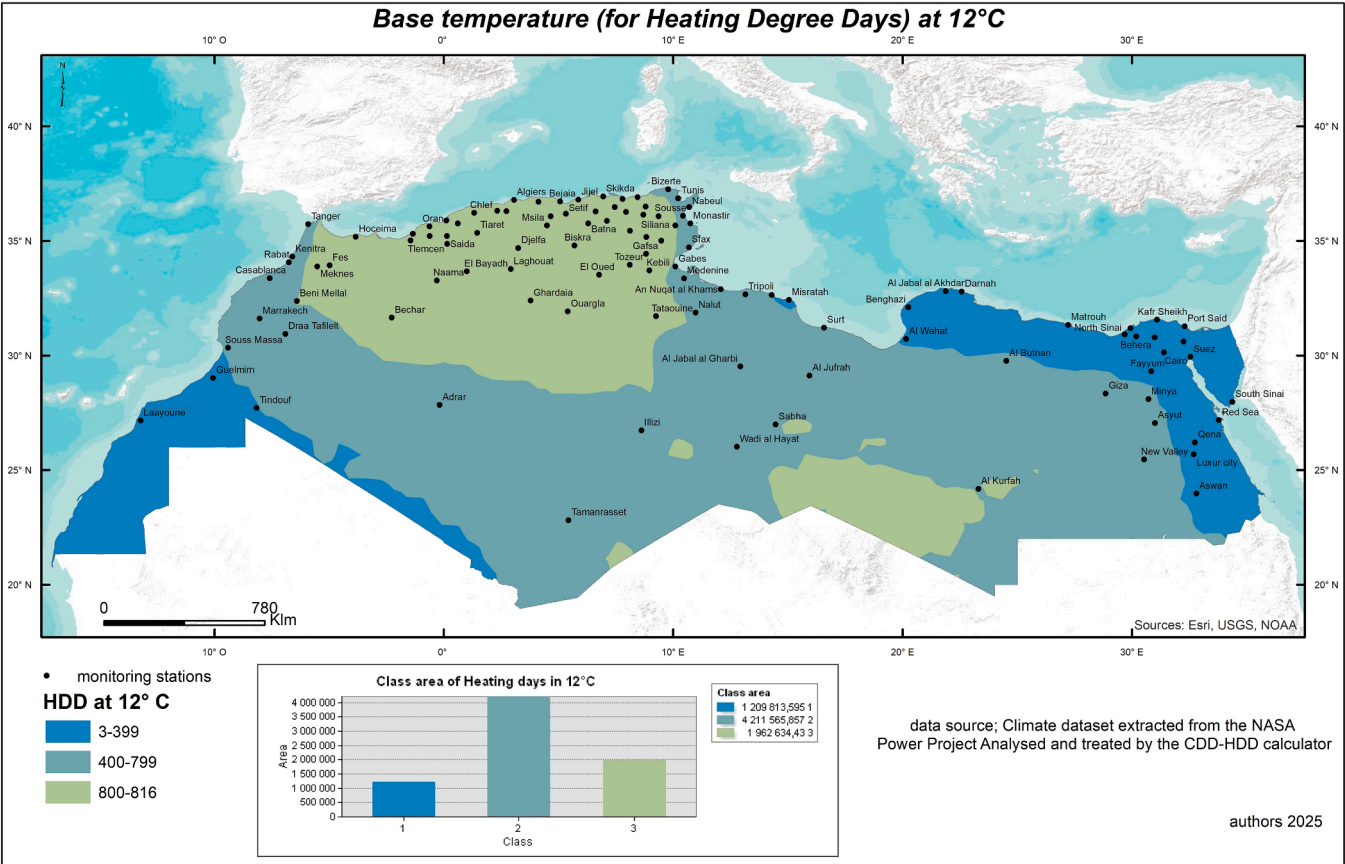 Base temperature (for Heating Degree Days) at 12°C
10° O
0°
10° E
20° E
30° E
N
40° N
40° N
35° N
35° N
30° N
30° N
25° N
25° N
20° N
20° N
Tanger
Hoceima
Kenitra
Rabat
Fes
Casablanca
Meknes
Beni Mellal
Marrakech
Draa Tafilelt
Souss Massa
Guelmim
Laayoune
Tindouf
Algiers
Bejaia
Jijel
Skikda
Bizerte
Tunis
Nabeul
Chlef
Oran
Msila
Setif
Sousse
Monastir
Tiaret
Batna
Siliana
Tlemcen
Saida
Djelfa
Biskra
Gafsa
Sfax
El Bayadh
Laghouat
Tozeur
Gabes
Naama
El Oued
Kebili
Medenine
An Nuqat al Khams
Tripoli
Misratah
Ghardaia
Ouargla
Tataouine
Nalut
Bechar
Surt
Adrar
Illizi
Tamanrasset
Al Jabal al Gharbi
Al Jufrah
Sabha
Wadi al Hayat
Al Kurfah
Benghazi
Al Jabal al Akhdar
Darnah
Al Wahat
Al Butnan
Matrouh
Kafr Sheikh
Port Said
North Sinai
Behera
Suez
Cairo
Fayyum
Giza
Minya
South Sinai
Asyut
Red Sea
Qena
New Valley
Luxur city
Aswan
0
780
Klm
Sources: Esri, USGS, NOAA
10° O
0°
10° E
20° E
30° E
monitoring stations
HDD at 12° C
3-399
400-799
800-816
Class area of Heating days in 12°C
4 000 000
3 500 000
3 000 000
2 500 000
2 000 000
1 500 000
1 000 000
500 000
0
Area
1
2
3
Class
Class area
1 209 813,595 1
4 211 565,857 2
1 962 634,43 3
data source; Climate dataset extracted from the NASA
Power Project Analysed and treated by the CDD-HDD calculator
authors 2025